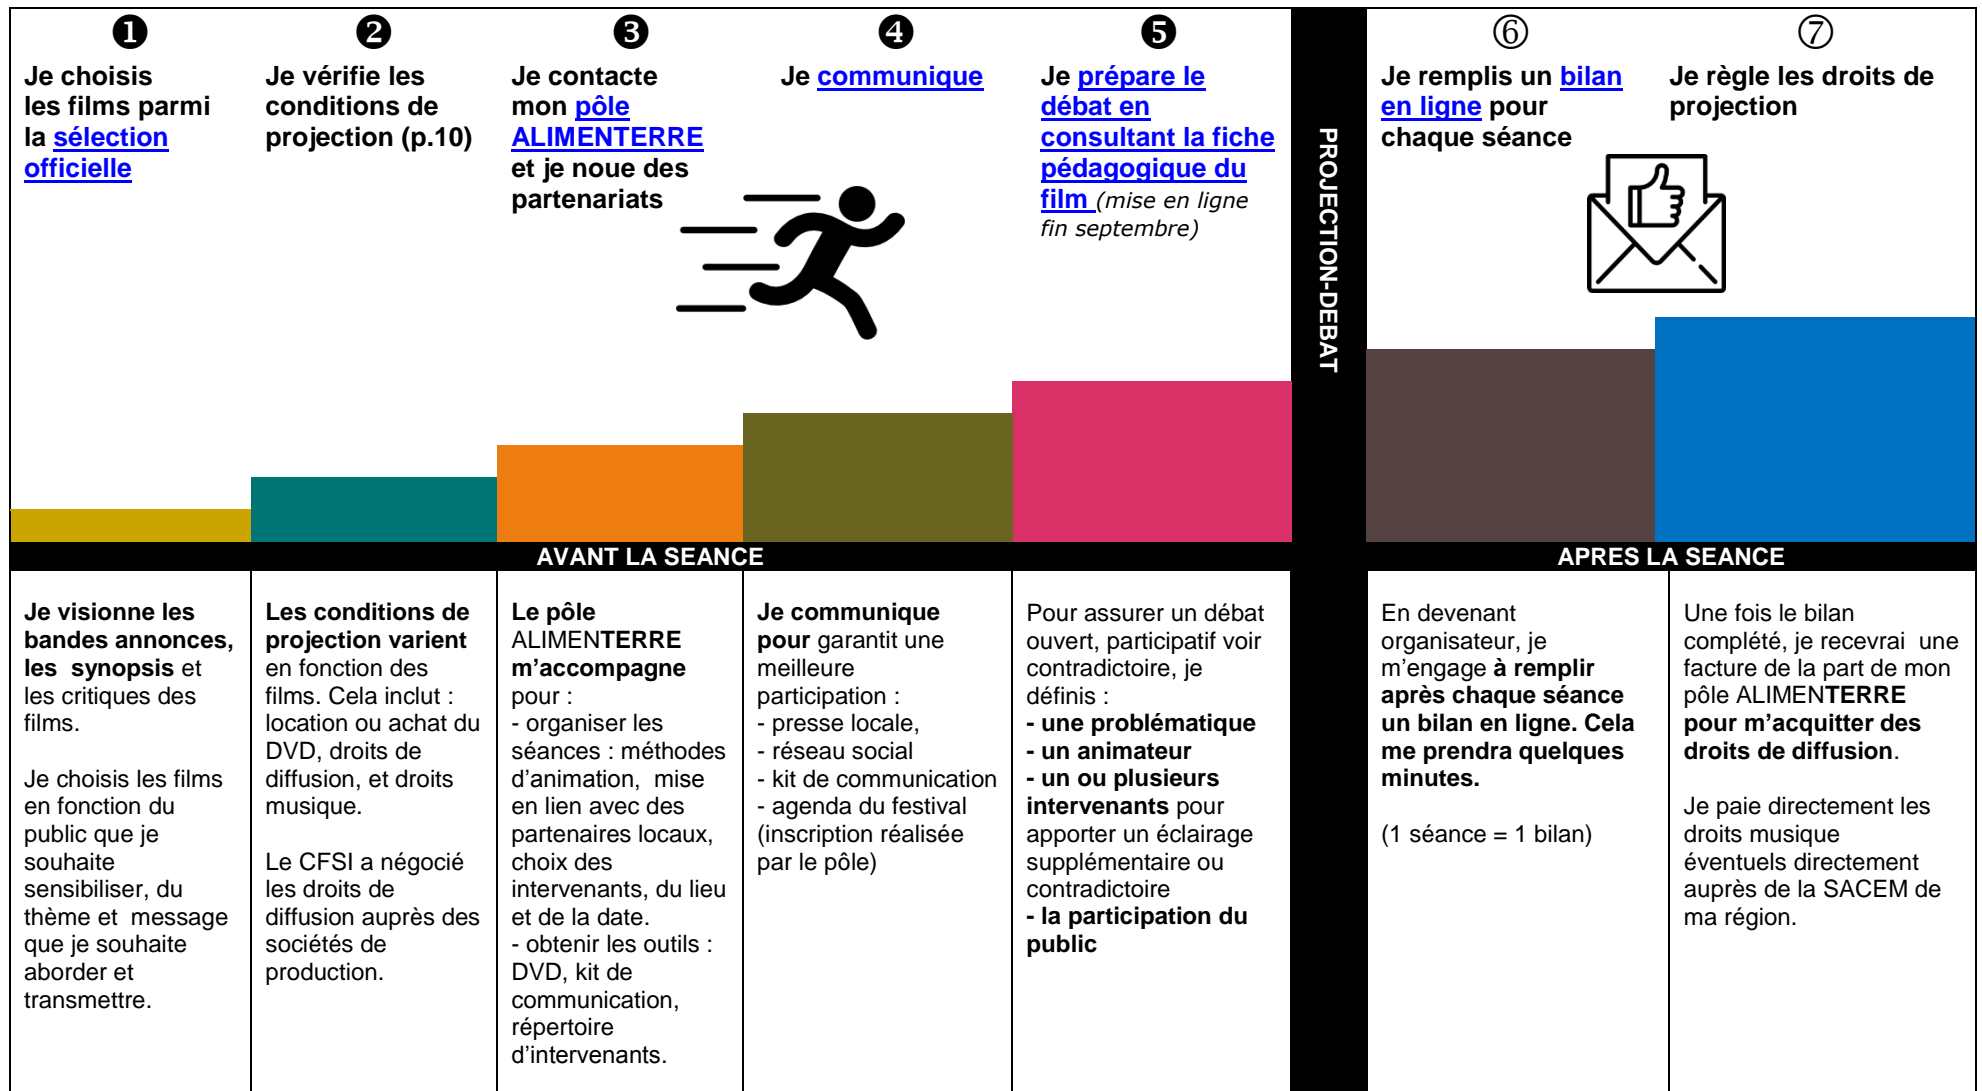 ❶
Je choisis
les films parmi
la sélection
officielle
❷
Je vérifie les
conditions de
projection (p.10)
❸
Je contacte
mon pôle
ALIMENTERRE
et je noue des
partenariats
❹
Je communique
❺
Je prépare le
débat en
consultant la fiche
pédagogique du
film (mise en ligne
fin septembre)
PROJECTION-DEBAT
⑥
Je remplis un bilan
en ligne pour
chaque séance
⑦
Je règle les droits de
projection
AVANT LA SEANCE
APRES LA SEANCE
Je visionne les
bandes annonces,
les synopsis et
les critiques des
films.
Je choisis les films
en fonction du
public que je
souhaite
sensibiliser, du
thème et message
que je souhaite
aborder et
transmettre.
Les conditions de
projection varient
en fonction des
films. Cela inclut :
location ou achat du
DVD, droits de
diffusion, et droits
musique.
Le CFSI a négocié
les droits de
diffusion auprès des
sociétés de
production.
Le pôle
ALIMENTERRE
m’accompagne
pour :
- organiser les
séances : méthodes
d’animation, mise
en lien avec des
partenaires locaux,
choix des
intervenants, du lieu
et de la date.
- obtenir les outils :
DVD, kit de
communication,
répertoire
d’intervenants.
Je communique
pour garantit une
meilleure
participation :
- presse locale,
- réseau social
- kit de communication
- agenda du festival
(inscription réalisée
par le pôle)
Pour assurer un débat
ouvert, participatif voir
contradictoire, je
définis :
- une problématique
- un animateur
- un ou plusieurs
intervenants pour
apporter un éclairage
supplémentaire ou
contradictoire
- la participation du
public
En devenant
organisateur, je
m’engage à remplir
après chaque séance
un bilan en ligne. Cela
me prendra quelques
minutes.
(1 séance = 1 bilan)
Une fois le bilan
complété, je recevrai une
facture de la part de mon
pôle ALIMENTERRE
pour m’acquitter des
droits de diffusion.
Je paie directement les
droits musique
éventuels directement
auprès de la SACEM de
ma région.